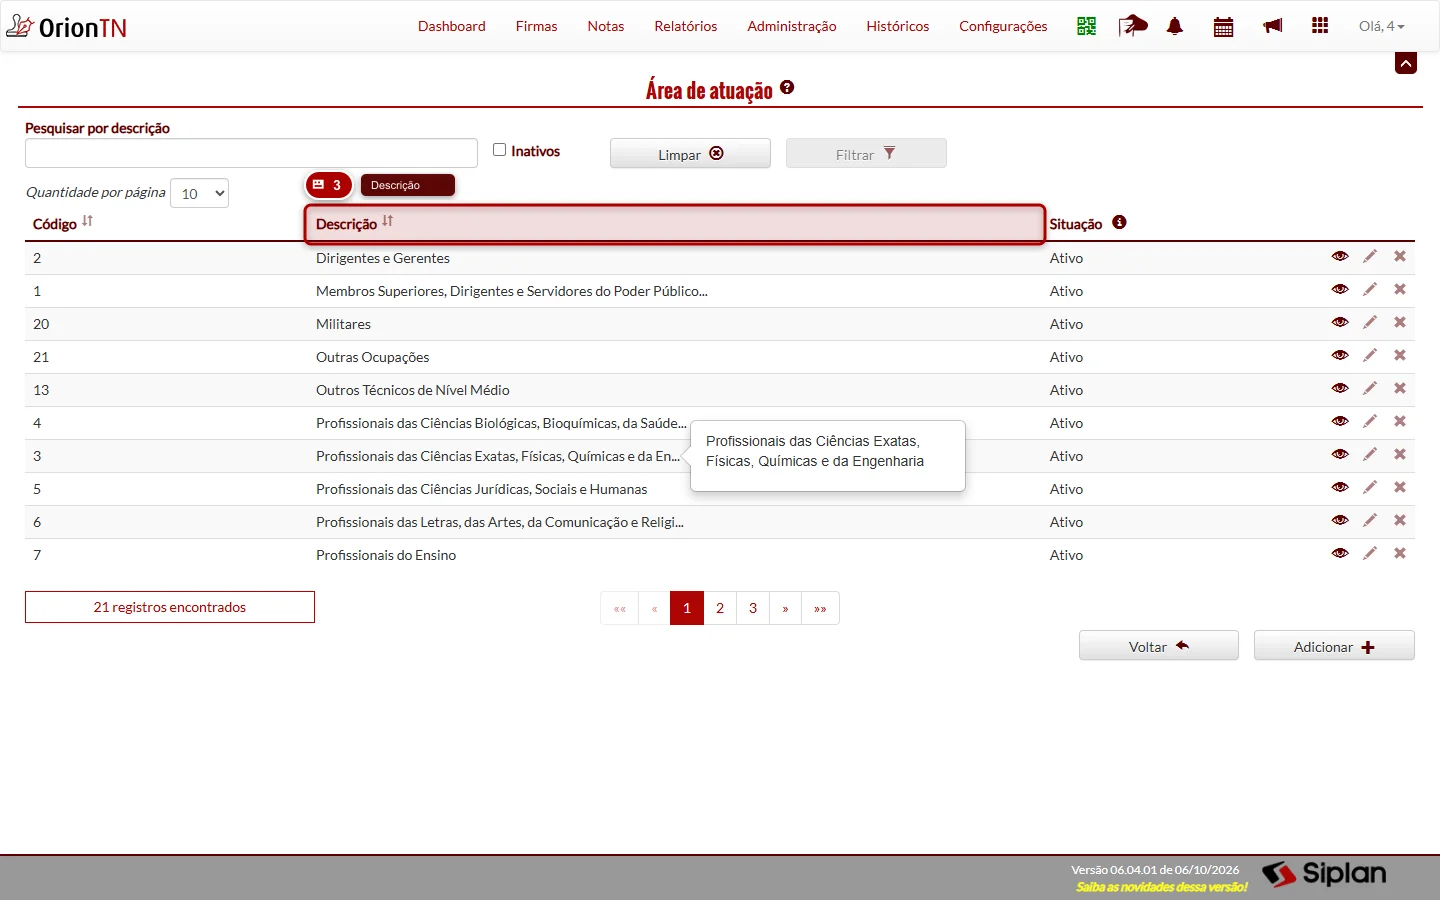 OrionTN
Dashboard Firmas Notas Relatórios Administração Históricos Configurações Olá, 4
Área de atuação
Pesquisar por descrição
Inativos
Limpar
Filtrar
Quantidade por página 10
3 Descrição
Código Descrição Situação
2 Dirigentes e Gerentes Ativo
1 Membros Superiores, Dirigentes e Servidores do Poder Público... Ativo
20 Militares Ativo
21 Outras Ocupações Ativo
13 Outros Técnicos de Nível Médio Ativo
4 Profissionais das Ciências Biológicas, Bioquímicas, da Saúde... Ativo
3 Profissionais das Ciências Exatas, Físicas, Químicas e da En... Ativo
Profissionais das Ciências Exatas,
Físicas, Químicas e da Engenharia
5 Profissionais das Ciências Jurídicas, Sociais e Humanas Ativo
6 Profissionais das Letras, das Artes, da Comunicação e Religi... Ativo
7 Profissionais do Ensino Ativo
21 registros encontrados
«« « 1 2 3 » »»
Voltar
Adicionar
Versão 06.04.01 de 06/10/2026
Saiba as novidades dessa versão!
Siplan